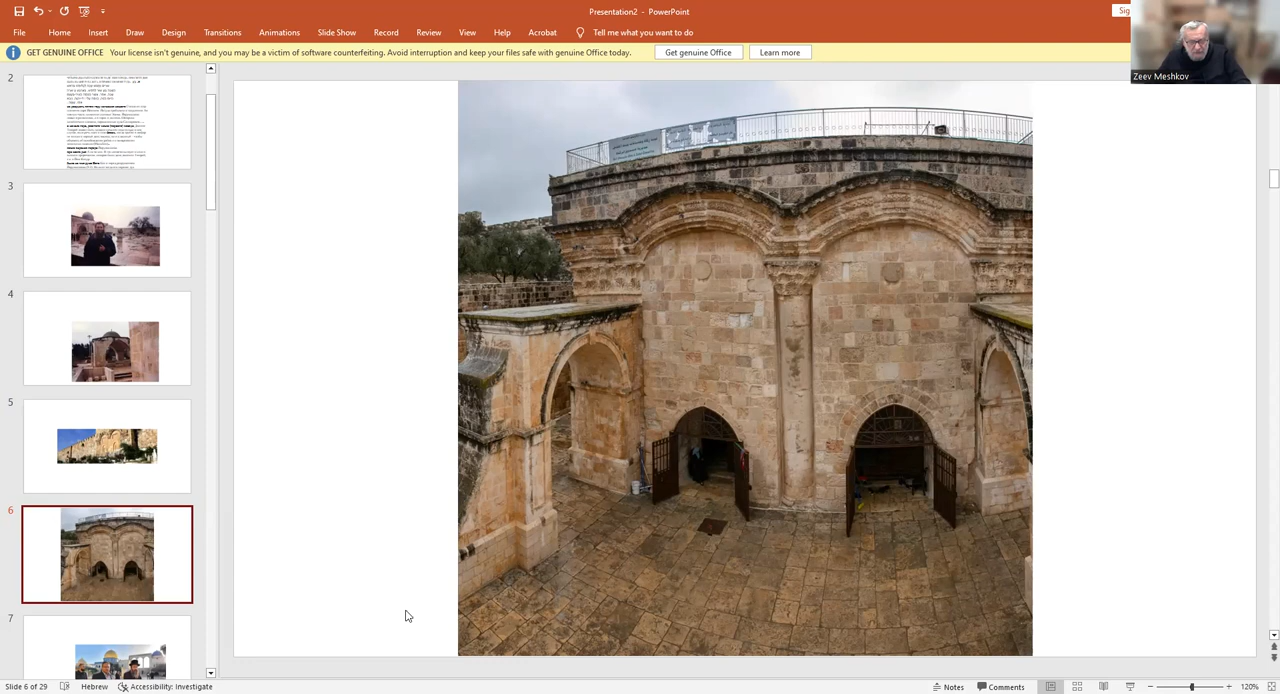 Presentation2 - PowerPoint
Sig
File Home Insert Draw Design Transitions Animations Slide Show Record Review View Help Acrobat Tell me what you want to do
GET GENUINE OFFICE Your license isn't genuine, and you may be a victim of software counterfeiting. Avoid interruption and keep your files safe with genuine Office today. Get genuine Office Learn more
Zeev Meshkov
2
3
4
5
6
7
Slide 6 of 29 Hebrew Accessibility: Investigate Notes Comments 120%